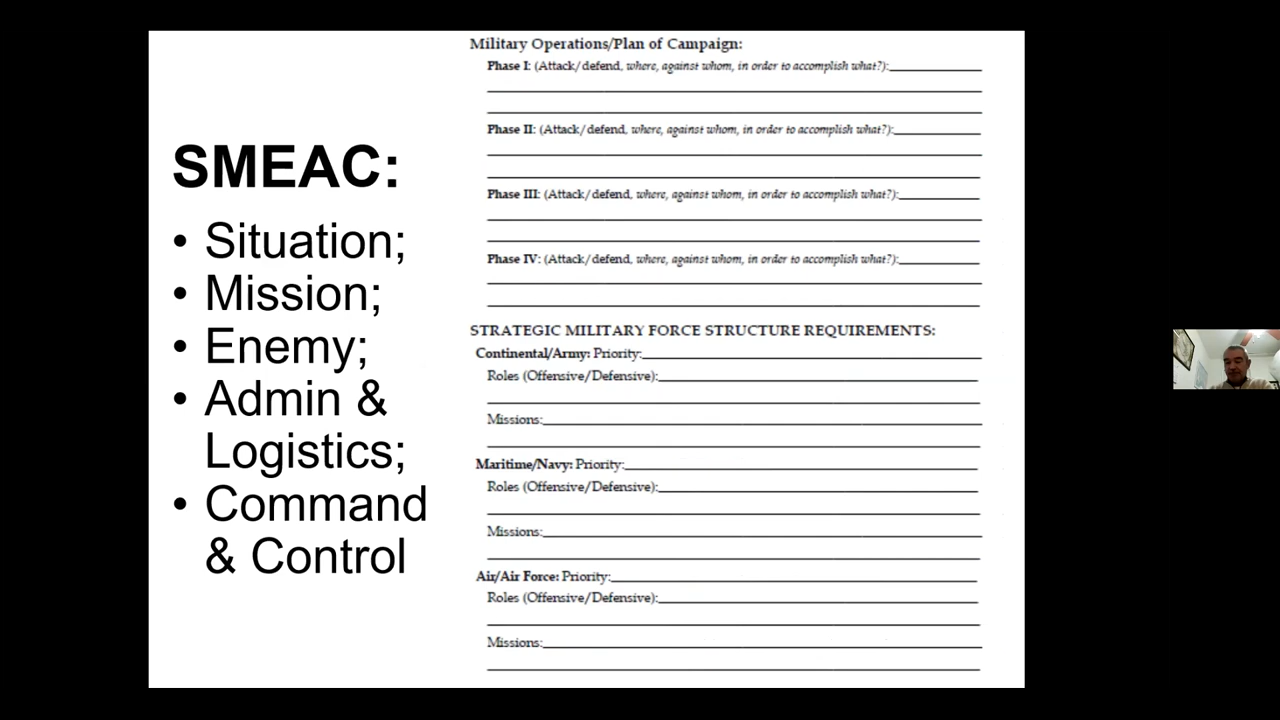 SMEAC:
• Situation;
• Mission;
• Enemy;
• Admin &
Logistics;
• Command
& Control
Military Operations/Plan of Campaign:
Phase I: (Attack/defend, where, against whom, in order to accomplish what?):
Phase II: (Attack/defend, where, against whom, in order to accomplish what?):
Phase III: (Attack/defend, where, against whom, in order to accomplish what?):
Phase IV: (Attack/defend, where, against whom, in order to accomplish what?):
STRATEGIC MILITARY FORCE STRUCTURE REQUIREMENTS:
Continental/Army: Priority:
Roles (Offensive/Defensive):
Missions:
Maritime/Navy: Priority:
Roles (Offensive/Defensive):
Missions:
Air/Air Force: Priority:
Roles (Offensive/Defensive):
Missions: